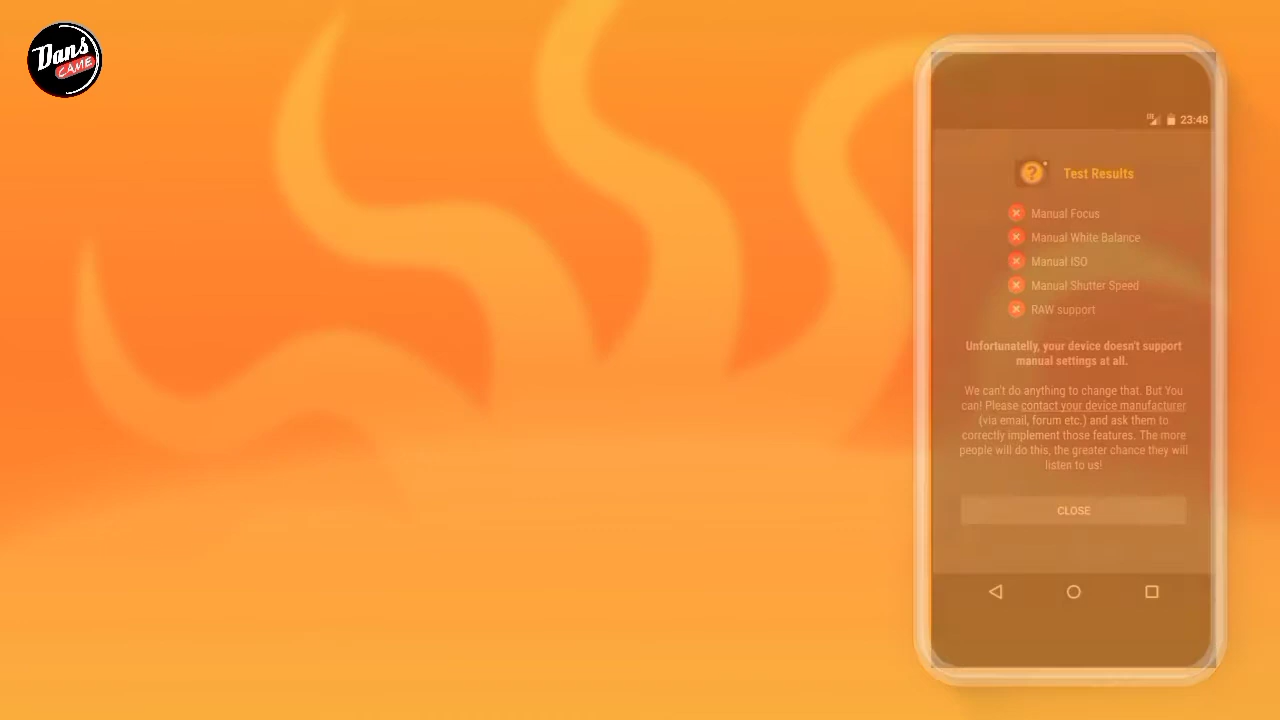 Dans
CAME
23:48
Test Results
Manual Focus
Manual White Balance
Manual ISO
Manual Shutter Speed
RAW support
Unfortunatelly, your device doesn't support
manual settings at all.
We can't do anything to change that. But You
can! Please contact your device manufacturer
(via email, forum etc.) and ask them to
correctly implement those features. The more
people will do this, the greater chance they will
listen to us!
CLOSE